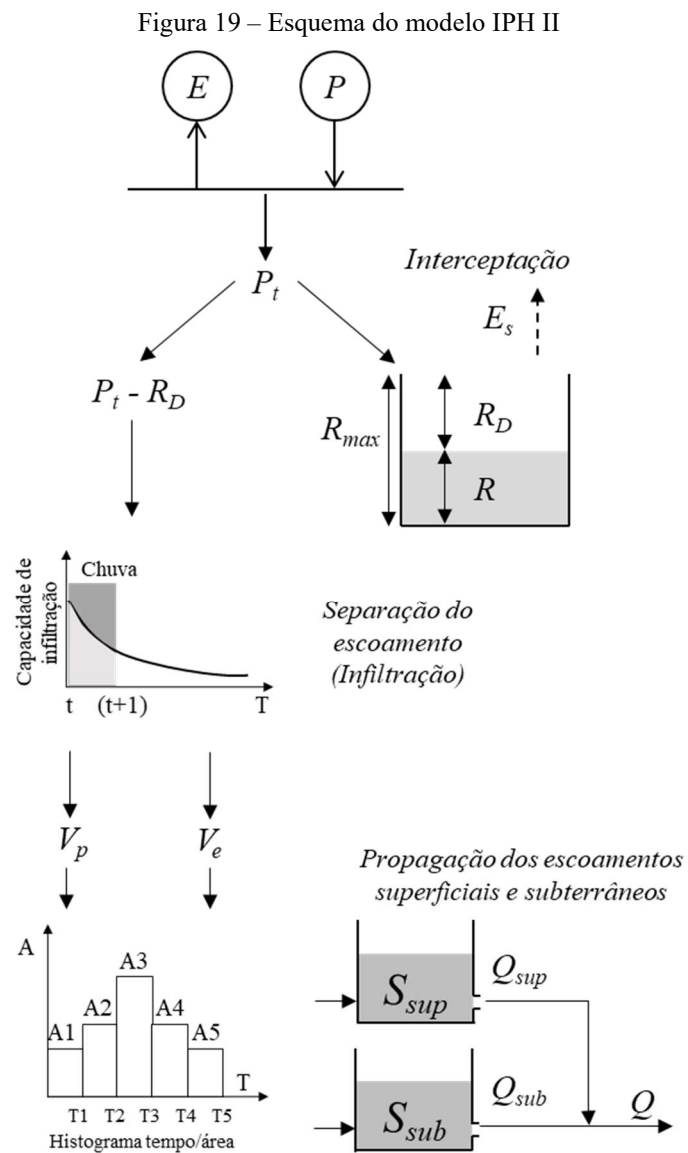 Figura 19 – Esquema do modelo IPH II
E
P
Interceptação
P_t
E_s
P_t - R_D
R_max
R_D
R
Chuva
Capacidade de
infiltração
t
(t+1)
T
Separação do
escoamento
(Infiltração)
V_p
V_e
Propagação dos escoamentos
superficiais e subterrâneos
A
A1
A2
A3
A4
A5
T
T1
T2
T3
T4
T5
Histograma tempo/área
S_sup
Q_sup
S_sub
Q_sub
Q